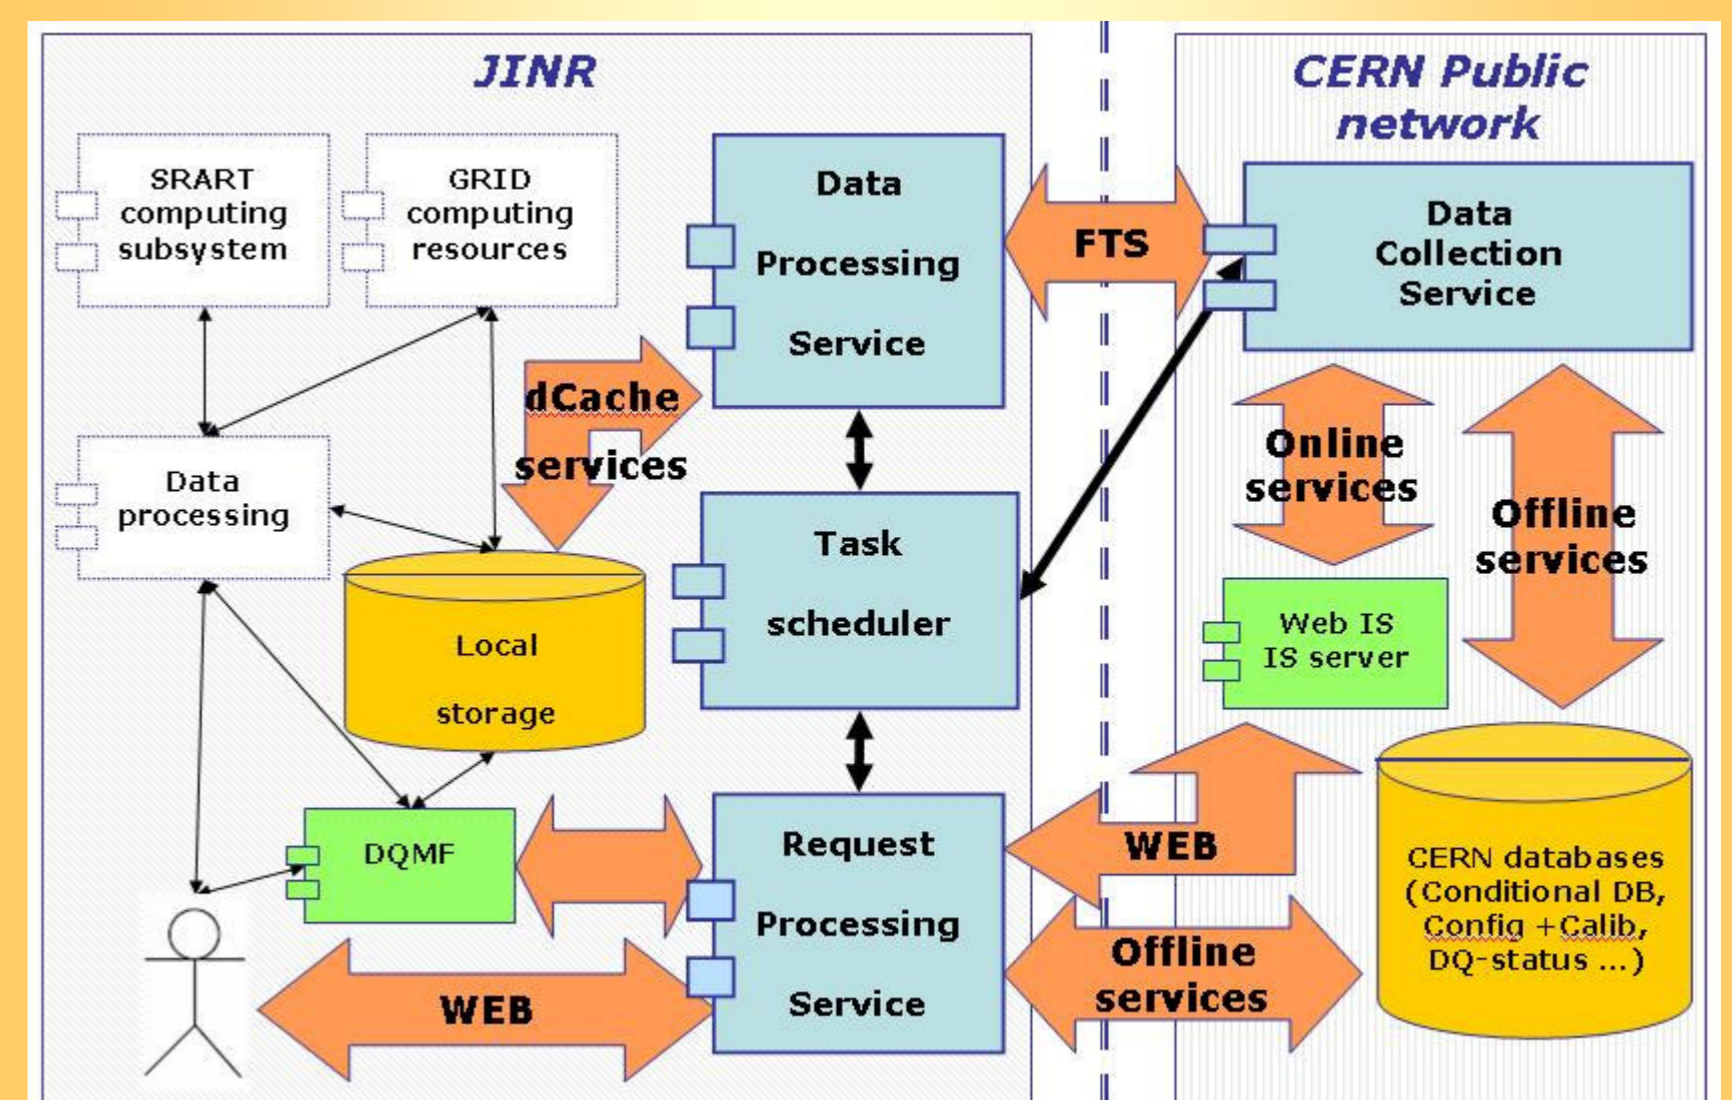 JINR
CERN Public
network
SRART
computing
subsystem
GRID
computing
resources
Data
Processing
Service
FTS
Data
Collection
Service
dCache
services
Online
services
Offline
services
Data
processing
Task
scheduler
Web IS
IS server
Local
storage
DQMF
Request
Processing
Service
WEB
CERN databases
(Conditional DB,
Config +Calib,
DQ-status ...)
Offline
services
WEB